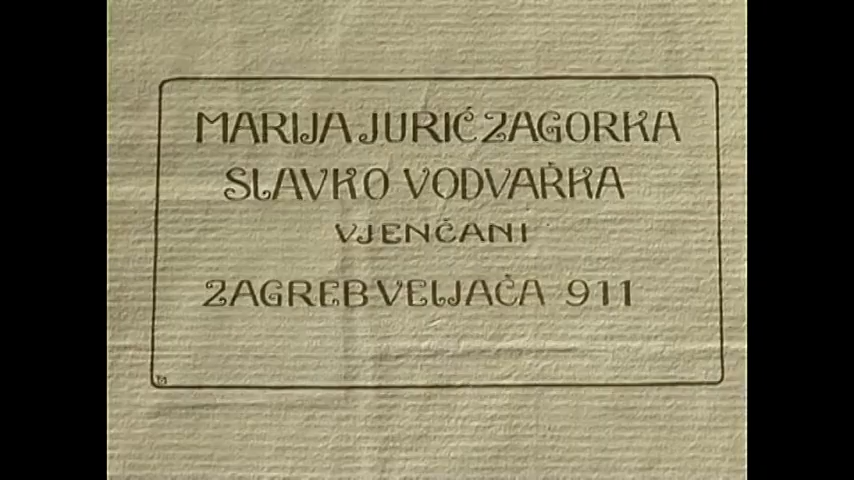 MARIJA JURIĆ ZAGORKA
SLAVKO VODVAŘKA
VJENČANI
ZAGREB VELJAČA 911